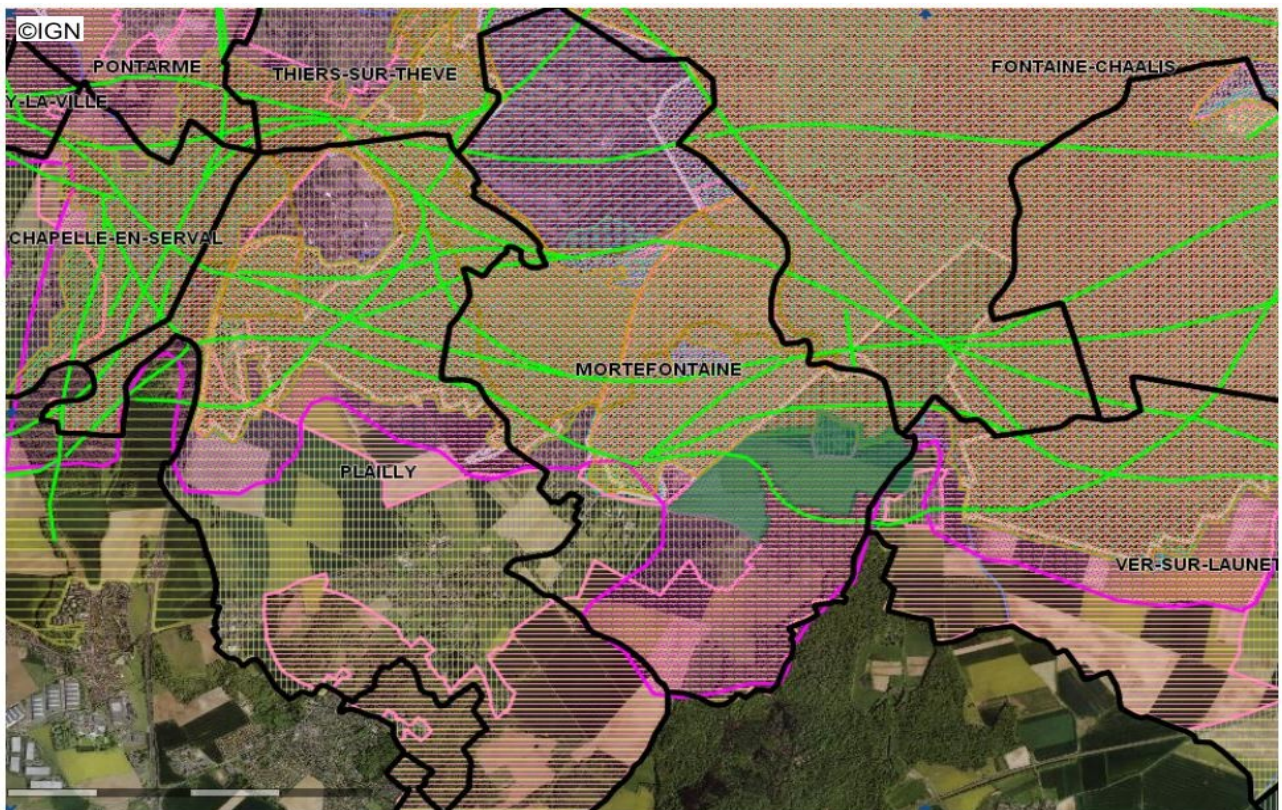 ©IGN
PONTARME
THIERS-SUR-THEVE
FONTAINE-CHAALIS
Y-LA-VILLE
CHAPELLE-EN-SERVAL
MORTEFONTAINE
PLAILLY
VER-SUR-LAUNET